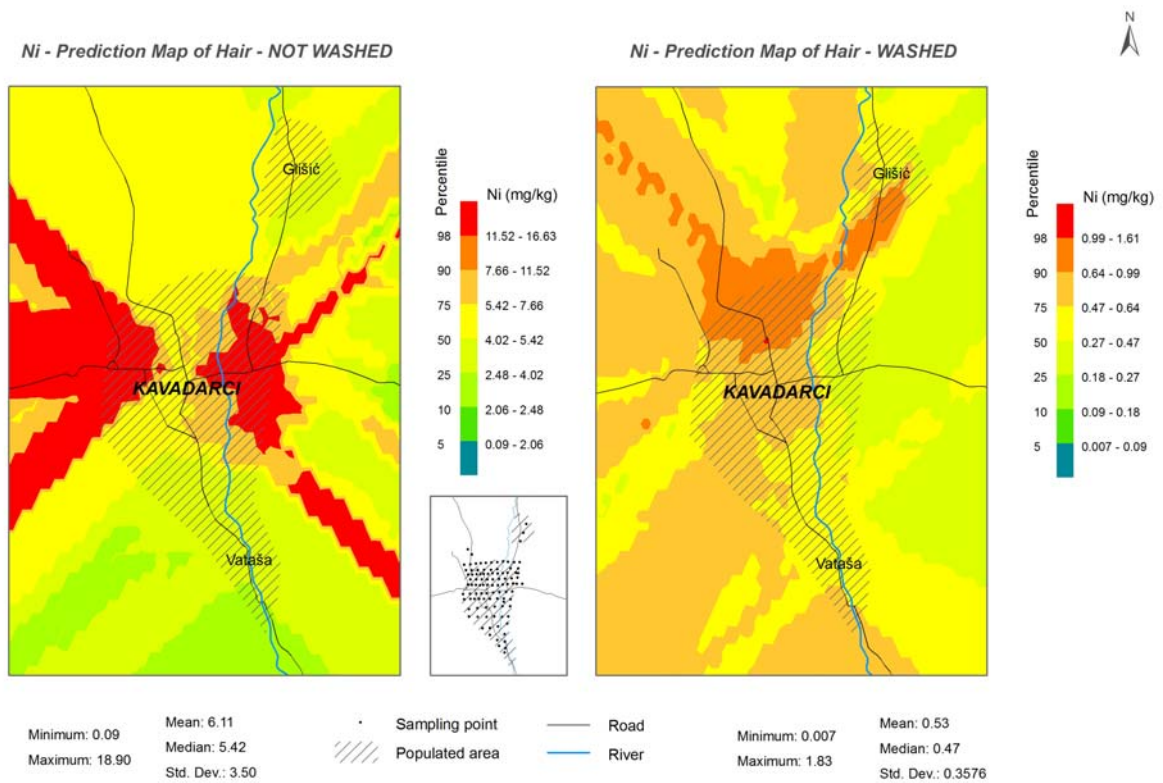 N
Ni - Prediction Map of Hair - NOT WASHED
Ni - Prediction Map of Hair - WASHED
Glišić
KAVADARCI
Vataša
Percentile
Ni (mg/kg)
98
11.52 - 16.63
90
7.66 - 11.52
75
5.42 - 7.66
50
4.02 - 5.42
25
2.48 - 4.02
10
2.06 - 2.48
5
0.09 - 2.06
Glišić
KAVADARCI
Vataša
Percentile
Ni (mg/kg)
98
0.99 - 1.61
90
0.64 - 0.99
75
0.47 - 0.64
50
0.27 - 0.47
25
0.18 - 0.27
10
0.09 - 0.18
5
0.007 - 0.09
Minimum: 0.09
Maximum: 18.90
Mean: 6.11
Median: 5.42
Std. Dev.: 3.50
Sampling point
Populated area
Road
River
Minimum: 0.007
Maximum: 1.83
Mean: 0.53
Median: 0.47
Std. Dev.: 0.3576